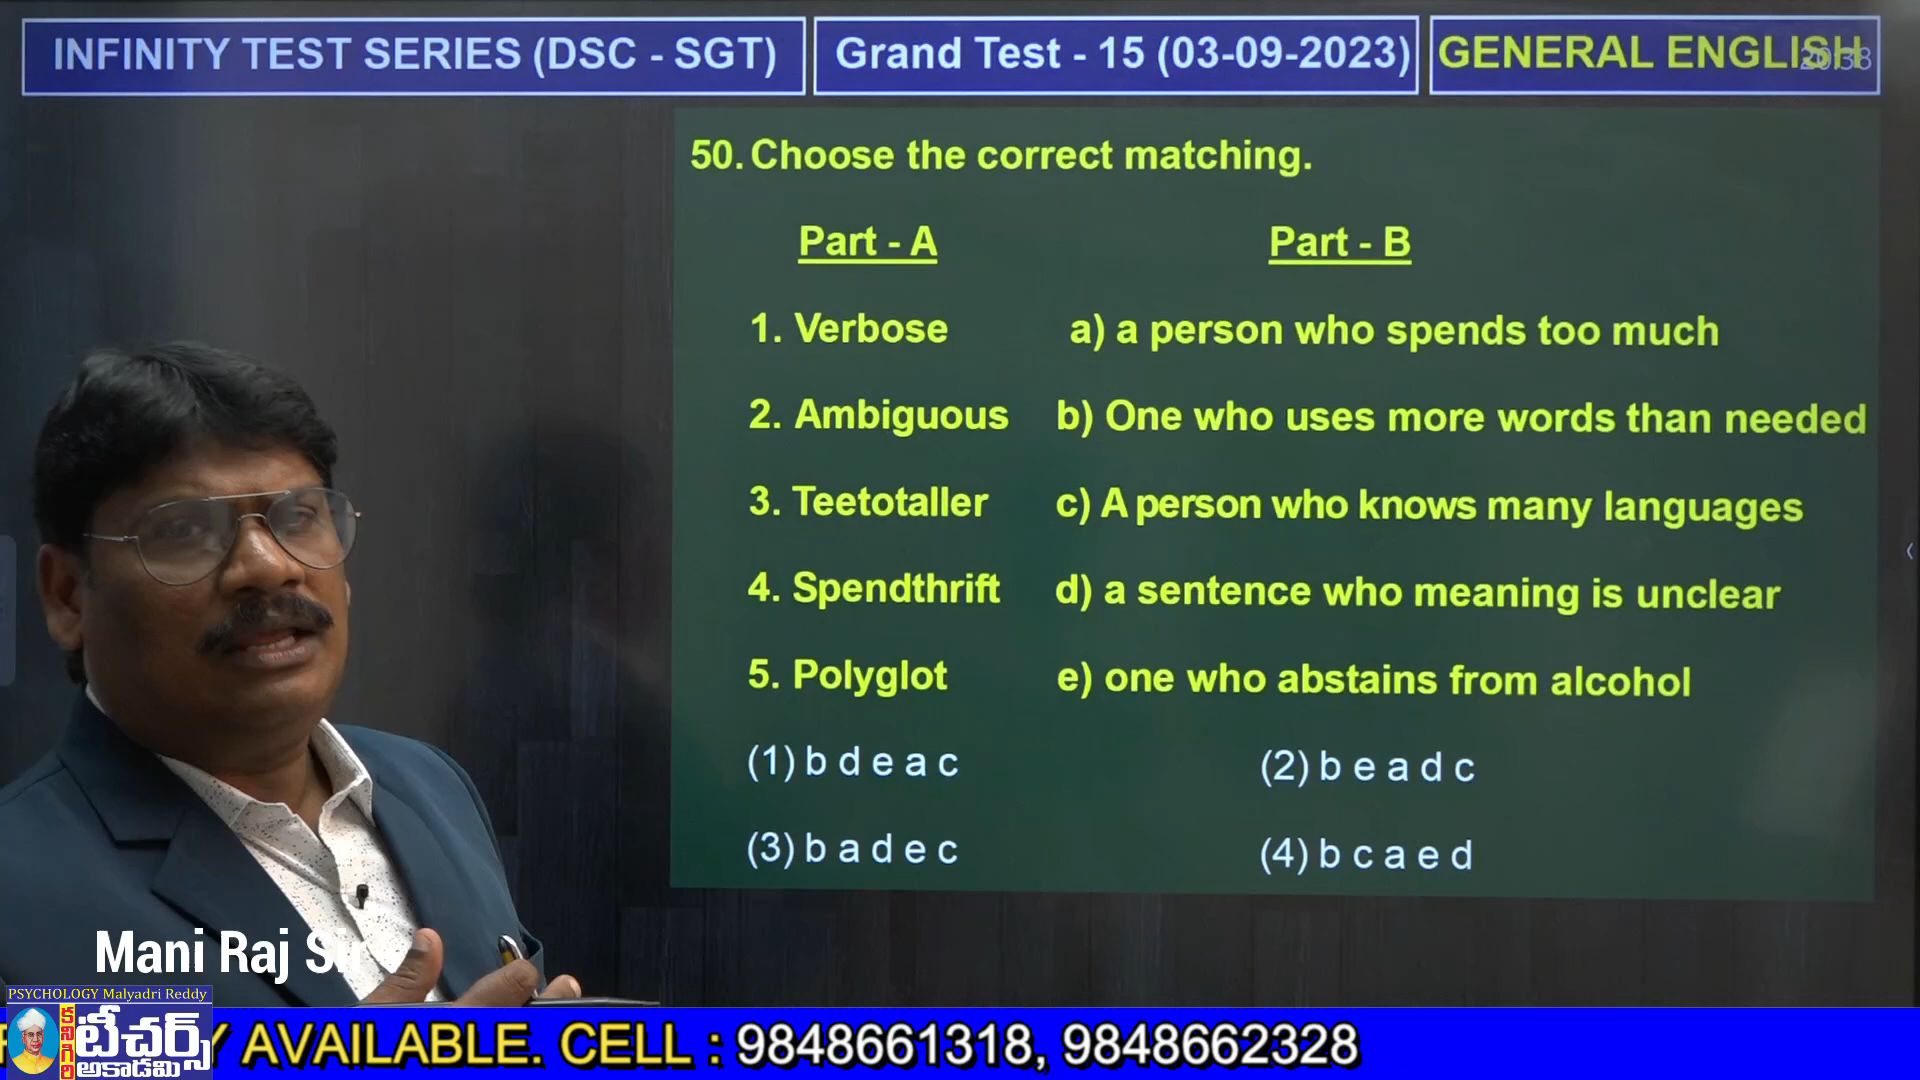 INFINITY TEST SERIES (DSC - SGT)
Grand Test - 15 (03-09-2023)
GENERAL ENGLISH
20:38
50. Choose the correct matching.
Part - A
Part - B
1. Verbose
a) a person who spends too much
2. Ambiguous
b) One who uses more words than needed
3. Teetotaller
c) A person who knows many languages
4. Spendthrift
d) a sentence who meaning is unclear
5. Polyglot
e) one who abstains from alcohol
(1) b d e a c
(2) b e a d c
(3) b a d e c
(4) b c a e d
Mani Raj Sir
PSYCHOLOGY Malyadri Reddy
కనిగిరి
టీచర్స్
అకాడమి
Y AVAILABLE. CELL : 9848661318, 9848662328